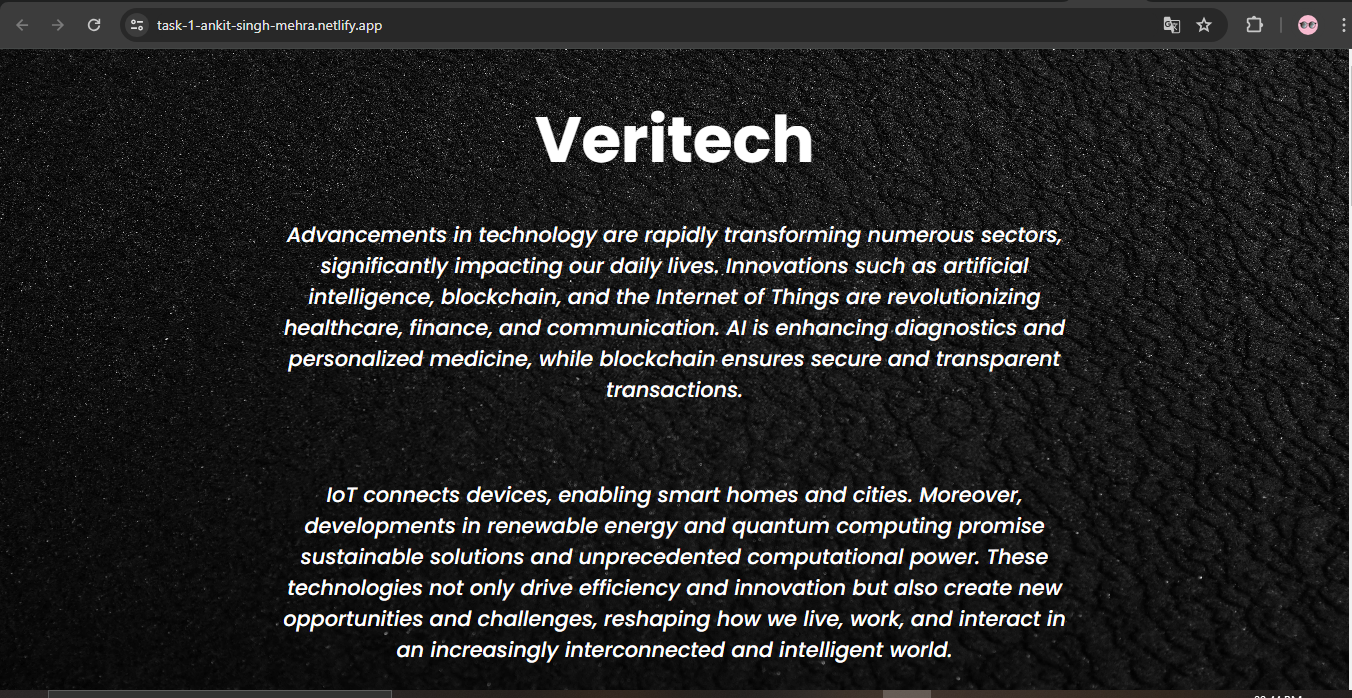 task-1-ankit-singh-mehra.netlify.app
Veritech
Advancements in technology are rapidly transforming numerous sectors,
significantly impacting our daily lives. Innovations such as artificial
intelligence, blockchain, and the Internet of Things are revolutionizing
healthcare, finance, and communication. AI is enhancing diagnostics and
personalized medicine, while blockchain ensures secure and transparent
transactions.
IoT connects devices, enabling smart homes and cities. Moreover,
developments in renewable energy and quantum computing promise
sustainable solutions and unprecedented computational power. These
technologies not only drive efficiency and innovation but also create new
opportunities and challenges, reshaping how we live, work, and interact in
an increasingly interconnected and intelligent world.